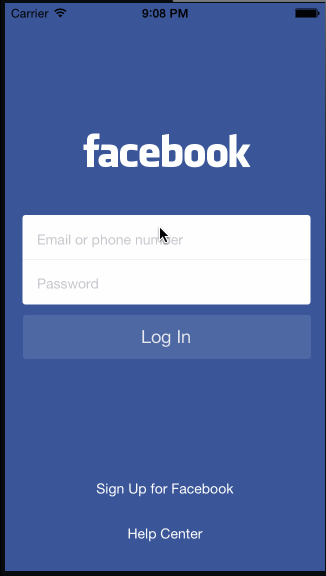 Carrier 9:08 PM
facebook
Email or phone number
Password
Log In
Sign Up for Facebook
Help Center